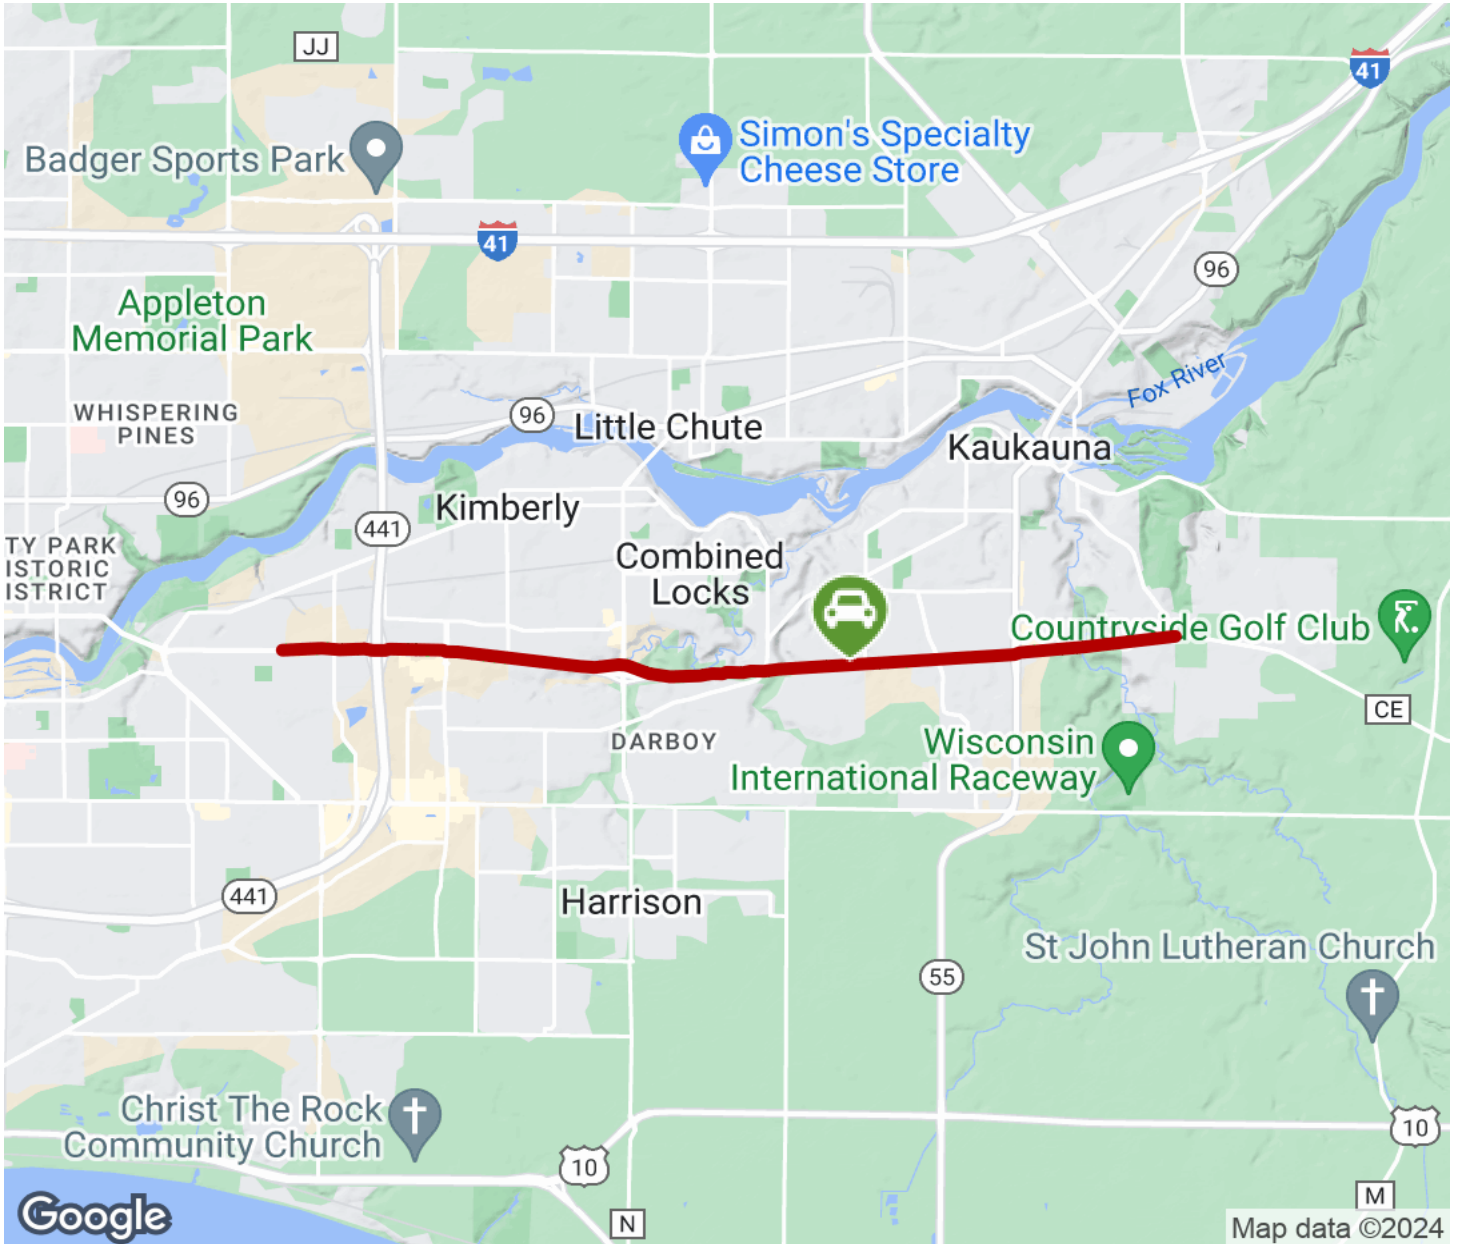 JJ
41
Simon's Specialty
Cheese Store
Badger Sports Park
41
96
Appleton
Memorial Park
Fox River
WHISPERING
PINES
96
Little Chute
Kaukauna
96
Kimberly
441
TY PARK
ISTORIC
ISTRICT
Combined
Locks
Countryside Golf Club
CE
DARBOY
Wisconsin
International Raceway
441
Harrison
St John Lutheran Church
55
Christ The Rock
Community Church
10
10
M
N
Google
Map data ©2024